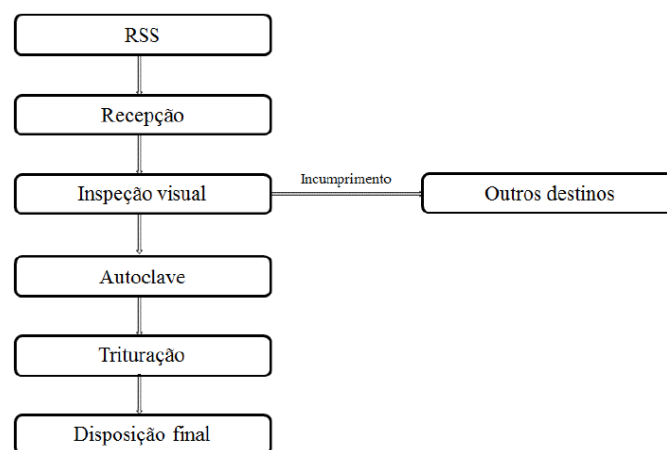 RSS
Recepção
Inspeção visual
Incumprimento
Outros destinos
Autoclave
Trituração
Disposição final